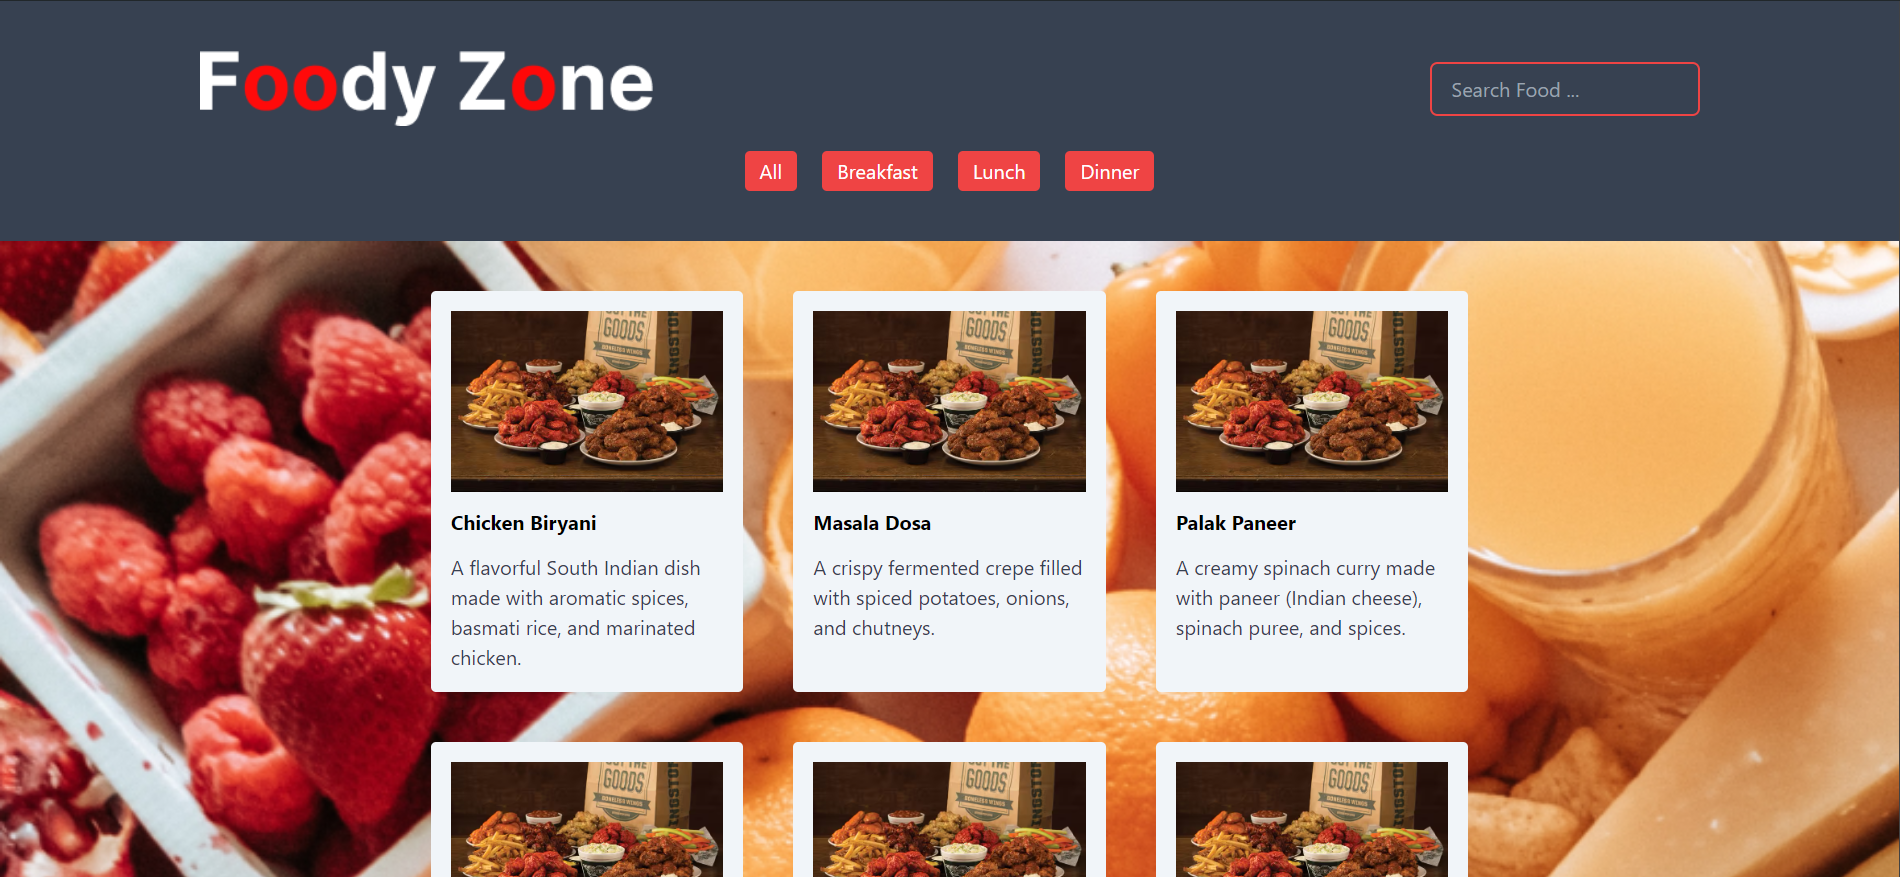 Foody Zone
Search Food ...
All Breakfast Lunch Dinner
GOODS
GOODS
GOODS
Chicken Biryani
A flavorful South Indian dish
made with aromatic spices,
basmati rice, and marinated
chicken.
Masala Dosa
A crispy fermented crepe filled
with spiced potatoes, onions,
and chutneys.
Palak Paneer
A creamy spinach curry made
with paneer (Indian cheese),
spinach puree, and spices.
GOODS
GOODS
GOODS